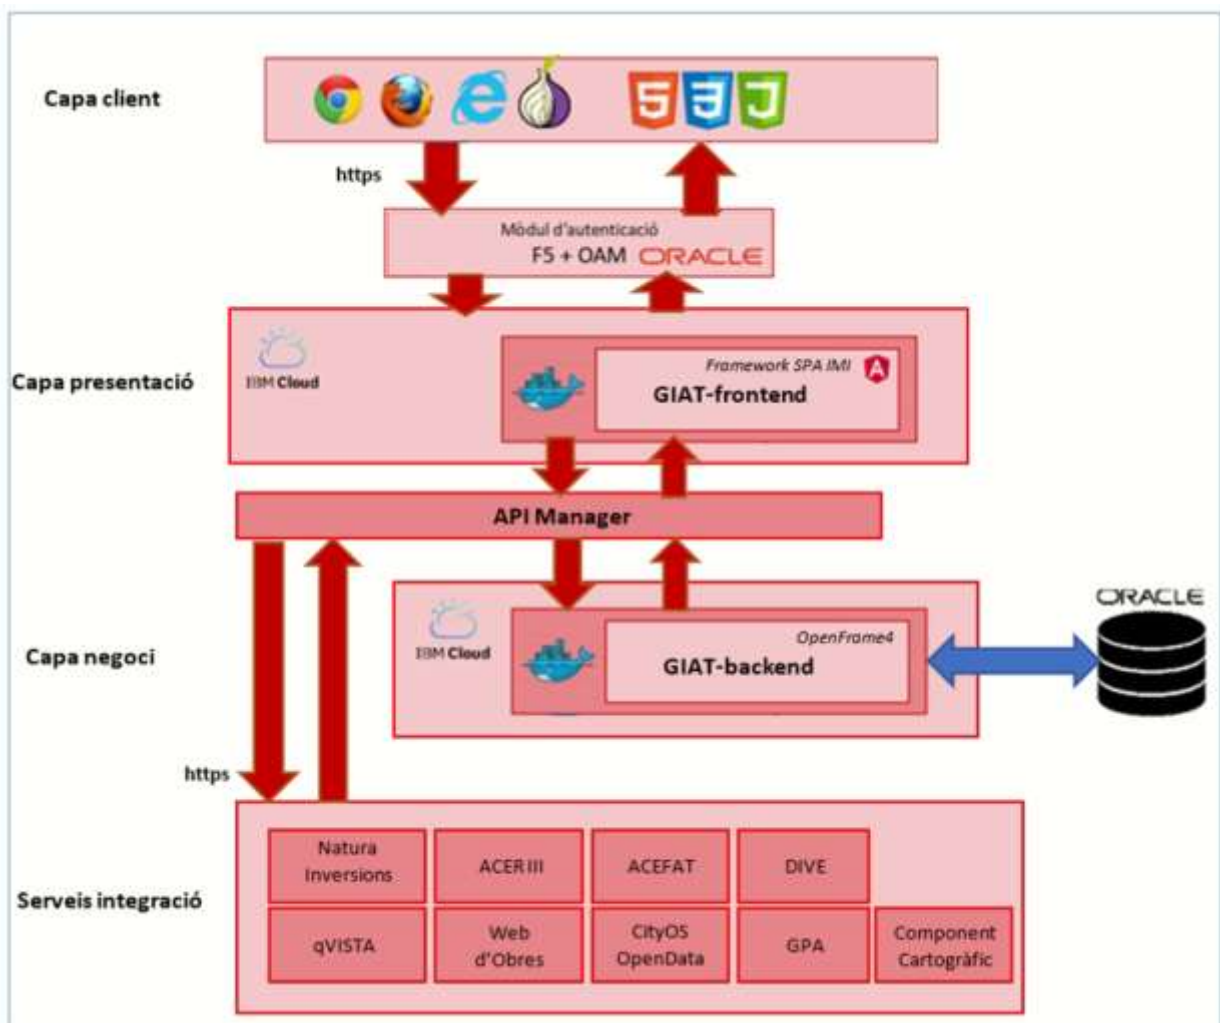 Capa client
https
Mòdul d'autenticació
F5 + OAM ORACLE
Capa presentació
IBM Cloud
Framework SPA IMI
A
GIAT-frontend
API Manager
Capa negoci
IBM Cloud
OpenFrame4
GIAT-backend
ORACLE
https
Serveis integració
Natura
Inversions
ACER III
ACEFAT
DIVE
qVISTA
Web
d'Obres
CityOS
OpenData
GPA
Component
Cartogràfic